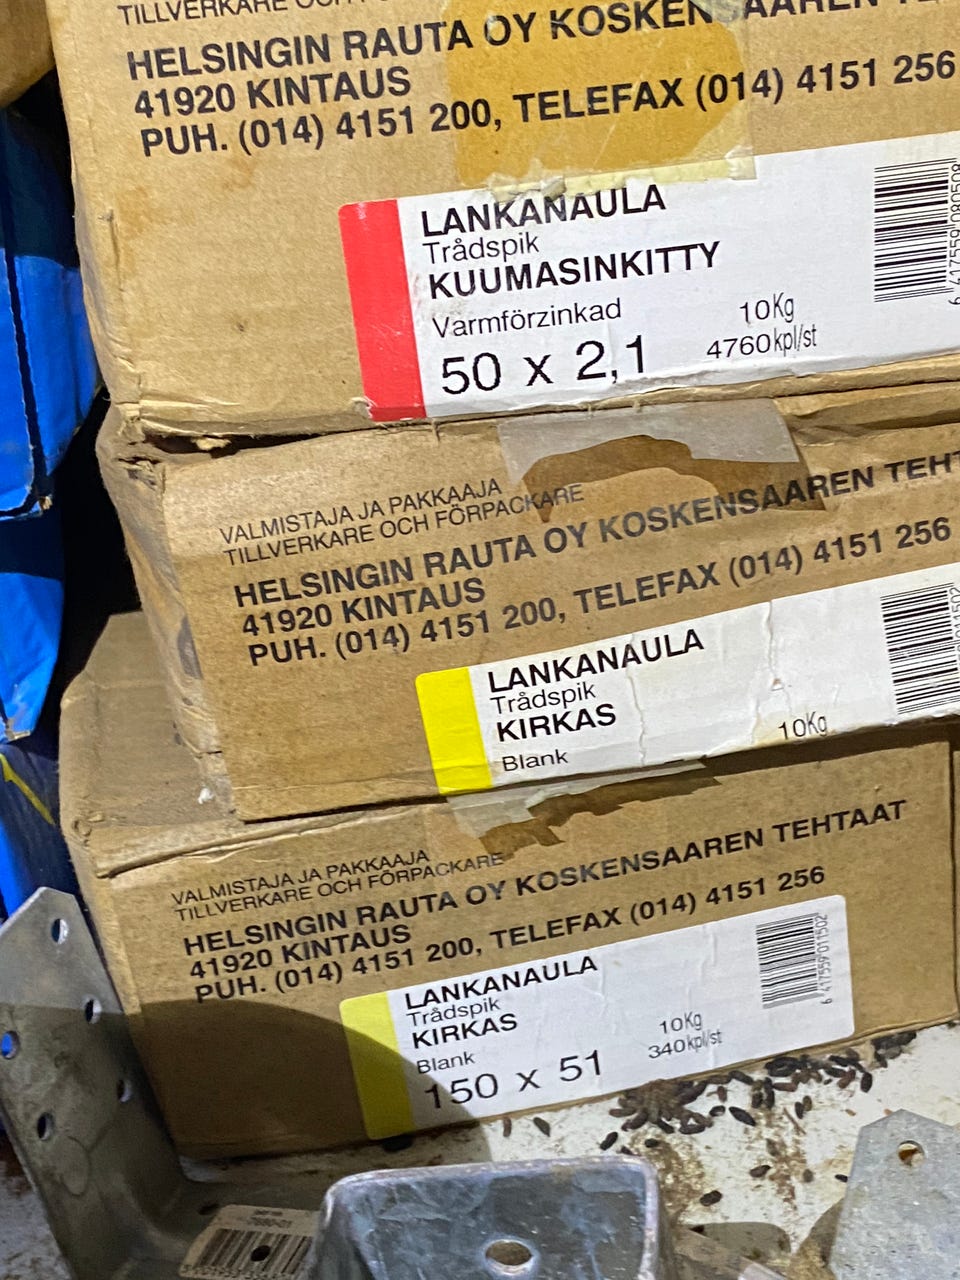 TILLVERKARE OCH
HELSINGIN RAUTA OY KOSKENSAAREN
41920 KINTAUS
PUH. (014) 4151 200, TELEFAX (014) 4151 256
LANKANAULA
Trådspik
KUUMASINKITTY
Varmförzinkad
10Kg
50 x 2,1
4760kpl/st
VALMISTAJA JA PAKKAAJA
TILLVERKARE OCH FÖRPACKARE
HELSINGIN RAUTA OY KOSKENSAAREN TEHT
41920 KINTAUS
PUH. (014) 4151 200, TELEFAX (014) 4151 256
LANKANAULA
Trådspik
KIRKAS
Blank
10Kg
VALMISTAJA JA PAKKAAJA
TILLVERKARE OCH FÖRPACKARE
HELSINGIN RAUTA OY KOSKENSAAREN TEHTAAT
41920 KINTAUS
PUH. (014) 4151 200, TELEFAX (014) 4151 256
LANKANAULA
Trådspik
KIRKAS
Blank
10Kg
340kpl/st
150 x 51
6 417559 011502